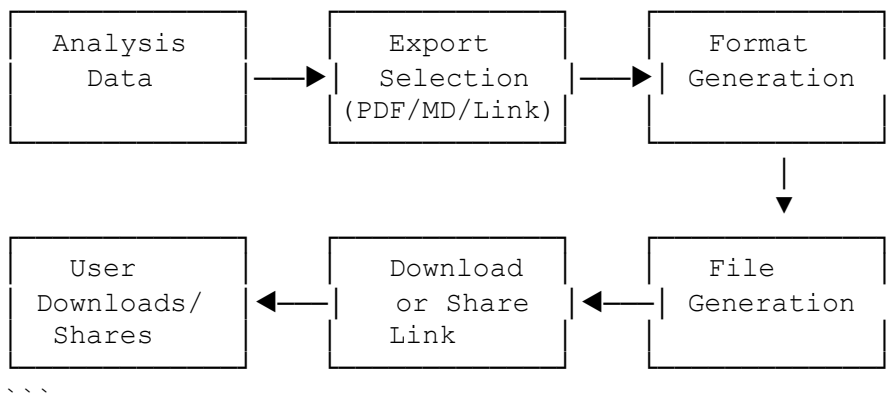 Analysis Export Format
Data Selection Generation
(PDF/MD/Link)
User Download File
Downloads/ or Share Generation
Shares Link
```